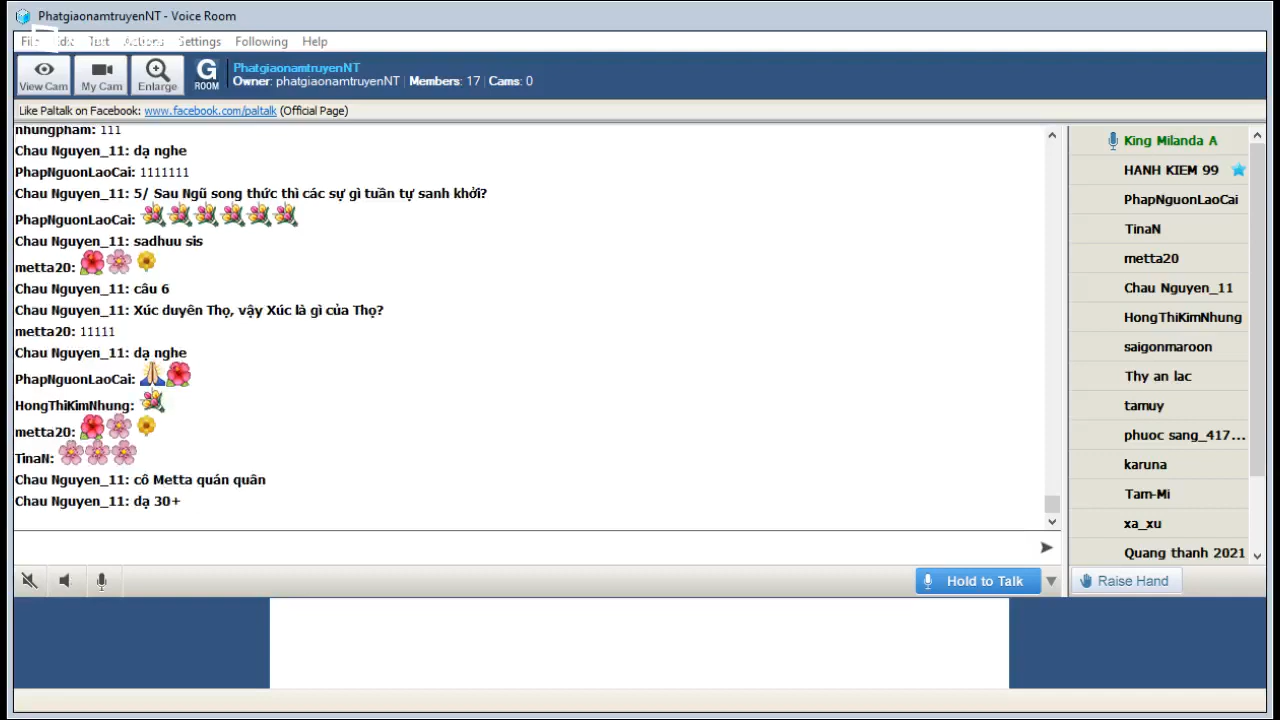 PhatgiaonamtruyenNT - Voice Room
File Edit Text Actions Settings Following Help
View Cam
My Cam
Enlarge
G ROOM
PhatgiaonamtruyenNT
Owner: phatgiaonamtruyenNT | Members: 17 | Cams: 0
Like Paltalk on Facebook: www.facebook.com/paltalk (Official Page)
nhungpham: 111
Chau Nguyen_11: dạ nghe
PhapNguonLaoCai: 1111111
Chau Nguyen_11: 5/ Sau Ngũ song thức thì các sự gì tuần tự sanh khởi?
PhapNguonLaoCai:
Chau Nguyen_11: sadhuu sis
metta20:
Chau Nguyen_11: câu 6
Chau Nguyen_11: Xúc duyên Thọ, vậy Xúc là gì của Thọ?
metta20: 11111
Chau Nguyen_11: dạ nghe
PhapNguonLaoCai:
HongThiKimNhung:
metta20:
TinaN:
Chau Nguyen_11: cô Metta quán quân
Chau Nguyen_11: dạ 30+
King Milanda A
HANH KIEM 99
PhapNguonLaoCai
TinaN
metta20
Chau Nguyen_11
HongThiKimNhung
saigonmaroon
Thy an lac
tamuy
phuoc sang_417...
karuna
Tam-Mi
xa_xu
Quang thanh 2021
Hold to Talk
Raise Hand